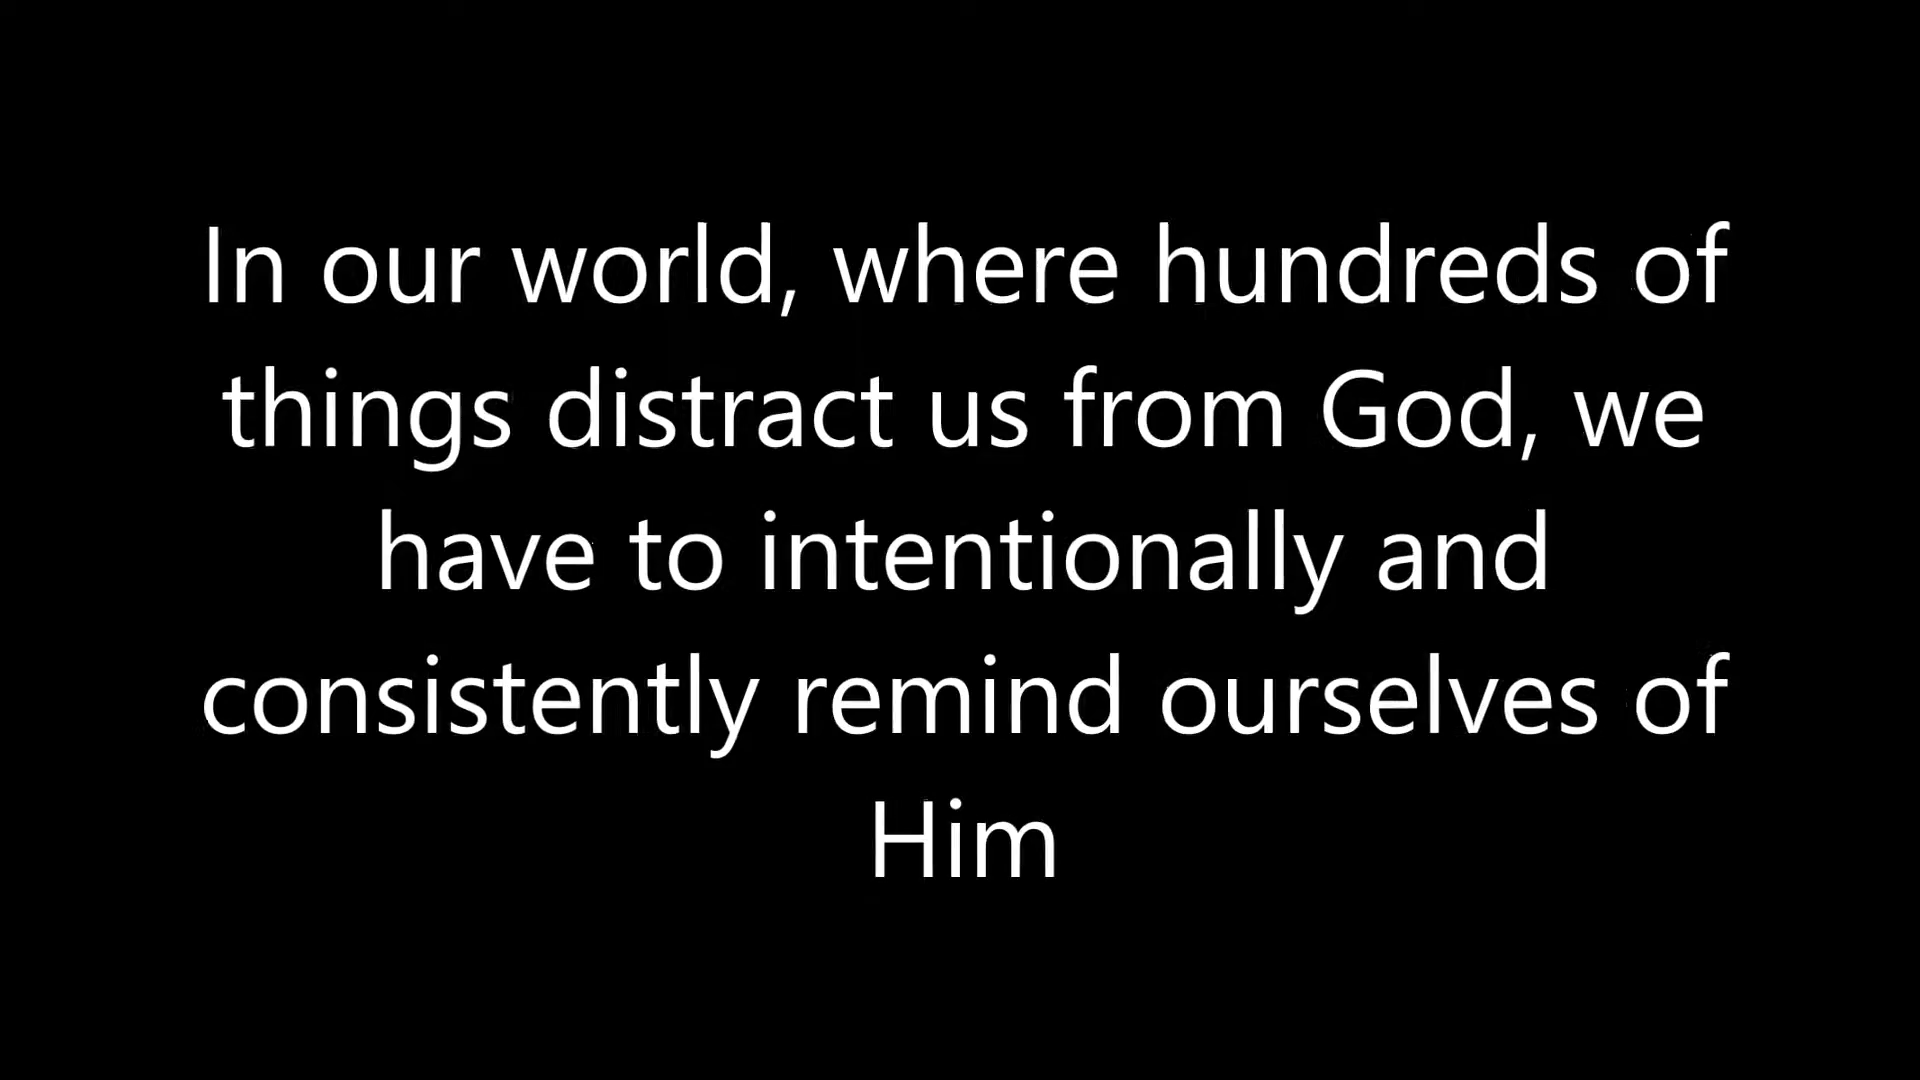 In our world, where hundreds of
things distract us from God, we
have to intentionally and
consistently remind ourselves of
Him